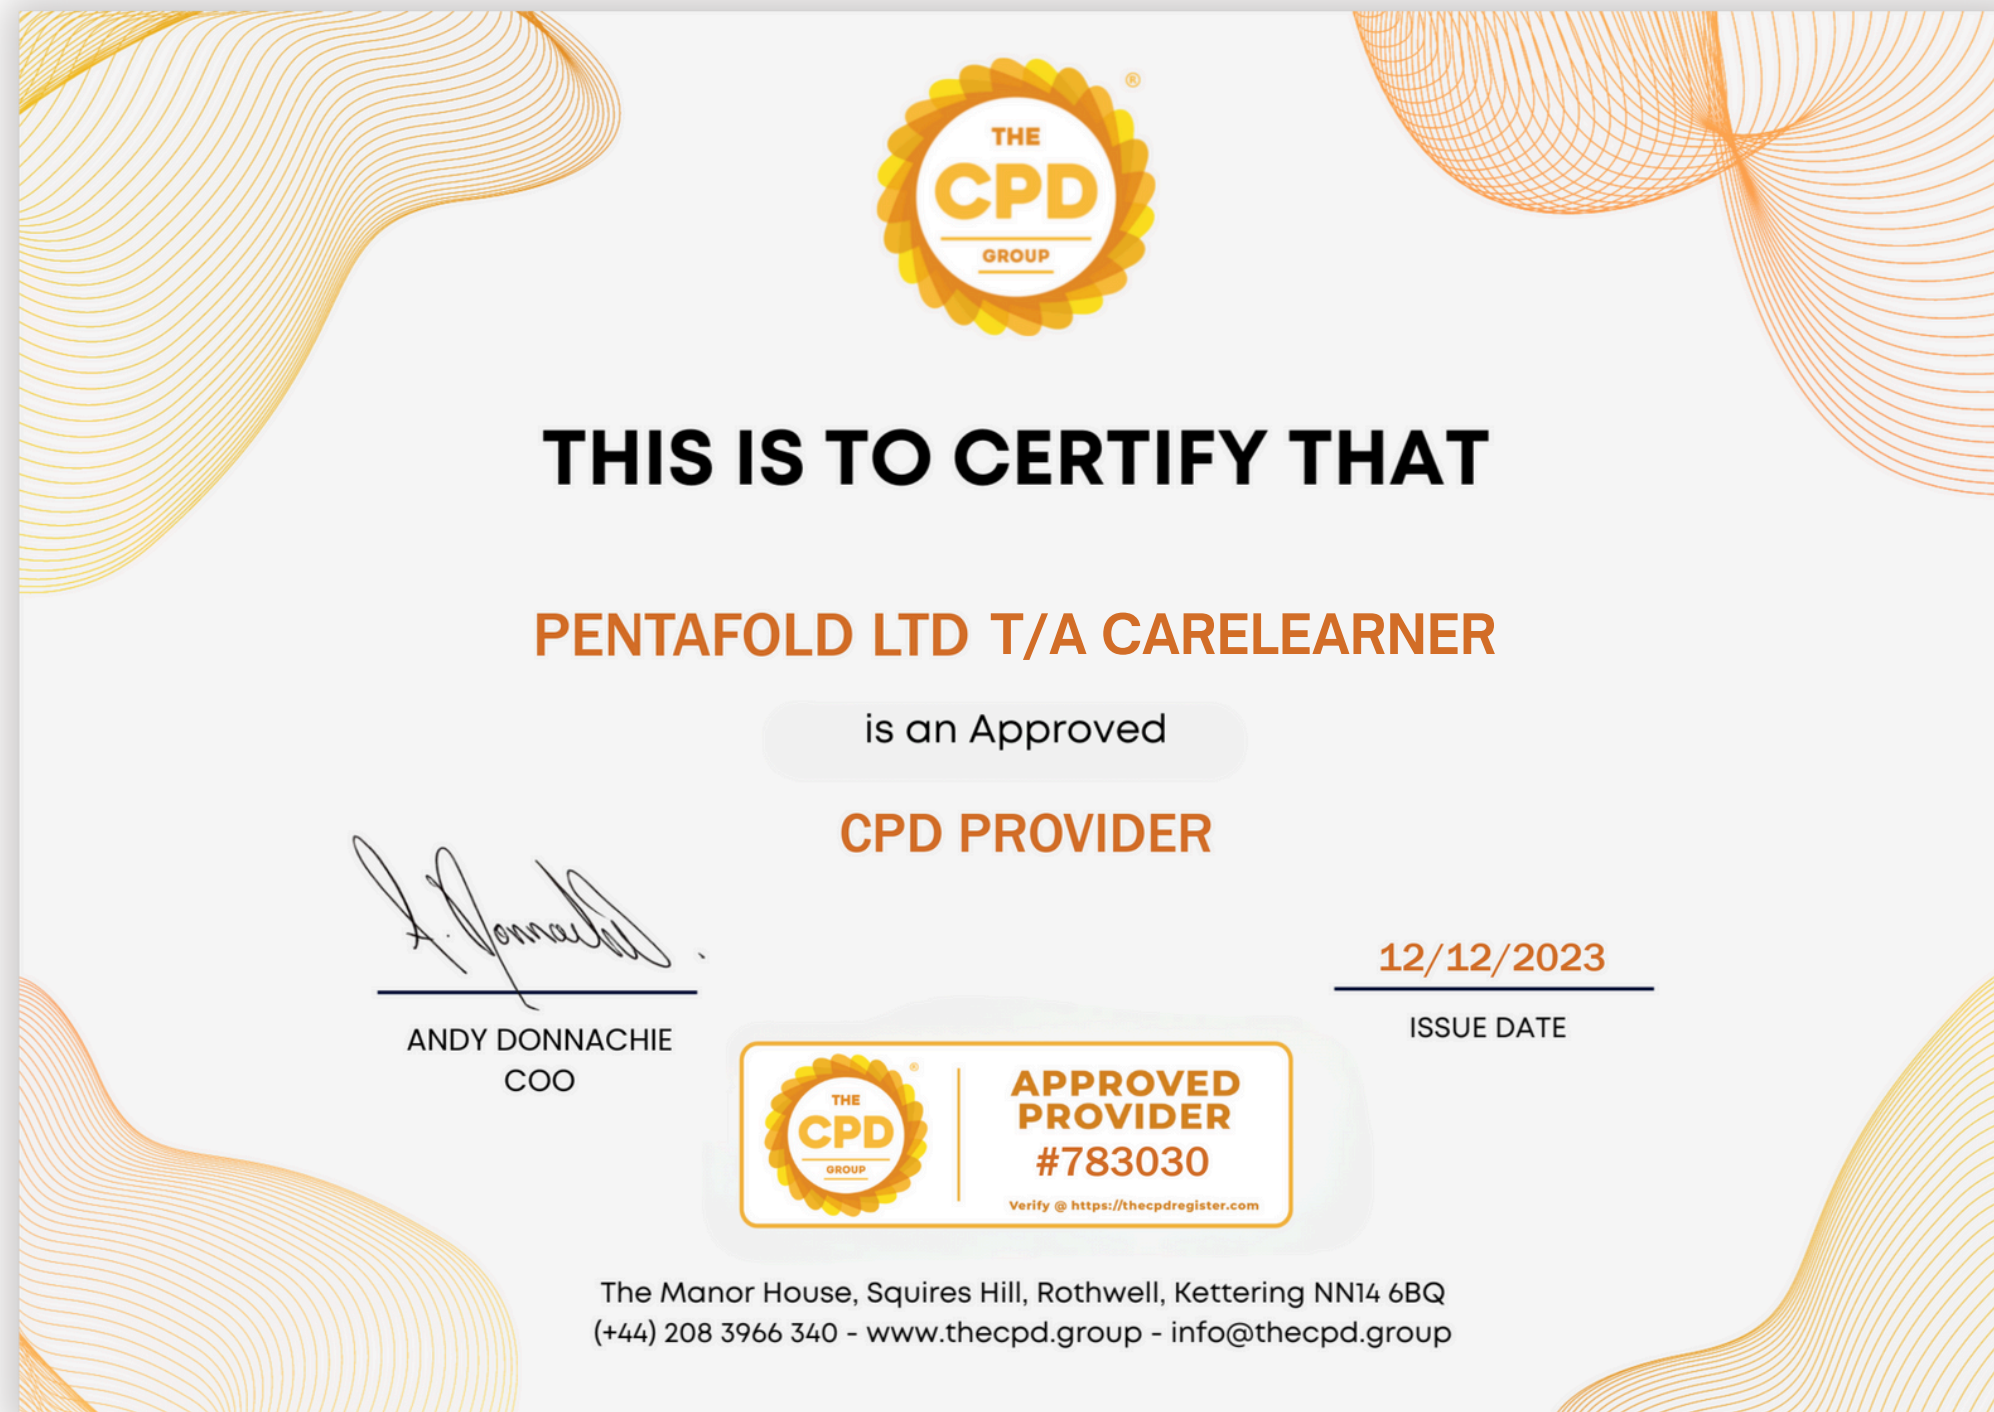 THE
CPD
GROUP
®
THIS IS TO CERTIFY THAT
PENTAFOLD LTD T/A CARELEARNER
is an Approved
CPD PROVIDER
A. Donnachie.
ANDY DONNACHIE
COO
12/12/2023
ISSUE DATE
THE
CPD
GROUP
®
APPROVED
PROVIDER
#783030
Verify @ https://thecpdregister.com
The Manor House, Squires Hill, Rothwell, Kettering NN14 6BQ
(+44) 208 3966 340 - www.thecpd.group - info@thecpd.group